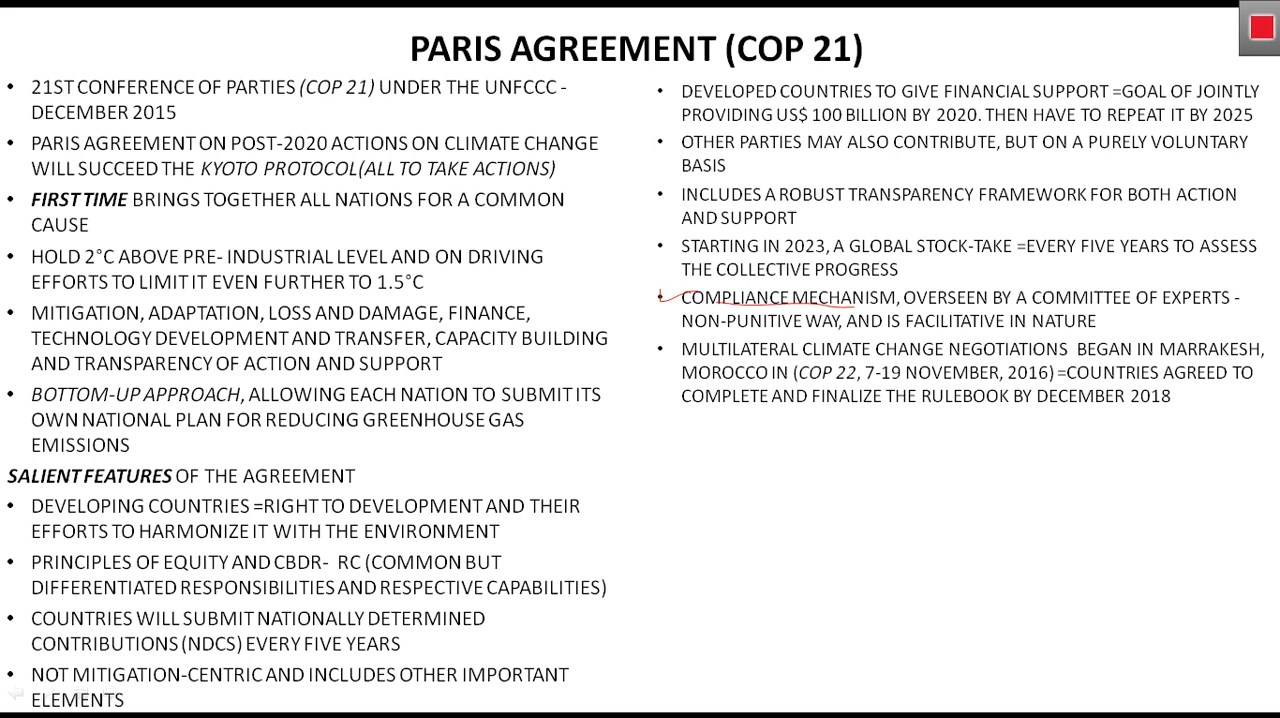 PARIS AGREEMENT (COP 21)
• 21ST CONFERENCE OF PARTIES (COP 21) UNDER THE UNFCCC -
DECEMBER 2015
• PARIS AGREEMENT ON POST-2020 ACTIONS ON CLIMATE CHANGE
WILL SUCCEED THE KYOTO PROTOCOL(ALL TO TAKE ACTIONS)
• FIRST TIME BRINGS TOGETHER ALL NATIONS FOR A COMMON
CAUSE
• HOLD 2°C ABOVE PRE- INDUSTRIAL LEVEL AND ON DRIVING
EFFORTS TO LIMIT IT EVEN FURTHER TO 1.5°C
• MITIGATION, ADAPTATION, LOSS AND DAMAGE, FINANCE,
TECHNOLOGY DEVELOPMENT AND TRANSFER, CAPACITY BUILDING
AND TRANSPARENCY OF ACTION AND SUPPORT
• BOTTOM-UP APPROACH, ALLOWING EACH NATION TO SUBMIT ITS
OWN NATIONAL PLAN FOR REDUCING GREENHOUSE GAS
EMISSIONS
SALIENT FEATURES OF THE AGREEMENT
• DEVELOPING COUNTRIES =RIGHT TO DEVELOPMENT AND THEIR
EFFORTS TO HARMONIZE IT WITH THE ENVIRONMENT
• PRINCIPLES OF EQUITY AND CBDR- RC (COMMON BUT
DIFFERENTIATED RESPONSIBILITIES AND RESPECTIVE CAPABILITIES)
• COUNTRIES WILL SUBMIT NATIONALLY DETERMINED
CONTRIBUTIONS (NDCS) EVERY FIVE YEARS
• NOT MITIGATION-CENTRIC AND INCLUDES OTHER IMPORTANT
ELEMENTS
• DEVELOPED COUNTRIES TO GIVE FINANCIAL SUPPORT =GOAL OF JOINTLY
PROVIDING US$ 100 BILLION BY 2020. THEN HAVE TO REPEAT IT BY 2025
• OTHER PARTIES MAY ALSO CONTRIBUTE, BUT ON A PURELY VOLUNTARY
BASIS
• INCLUDES A ROBUST TRANSPARENCY FRAMEWORK FOR BOTH ACTION
AND SUPPORT
• STARTING IN 2023, A GLOBAL STOCK-TAKE =EVERY FIVE YEARS TO ASSESS
THE COLLECTIVE PROGRESS
• COMPLIANCE MECHANISM, OVERSEEN BY A COMMITTEE OF EXPERTS -
NON-PUNITIVE WAY, AND IS FACILITATIVE IN NATURE
• MULTILATERAL CLIMATE CHANGE NEGOTIATIONS BEGAN IN MARRAKESH,
MOROCCO IN (COP 22, 7-19 NOVEMBER, 2016) =COUNTRIES AGREED TO
COMPLETE AND FINALIZE THE RULEBOOK BY DECEMBER 2018